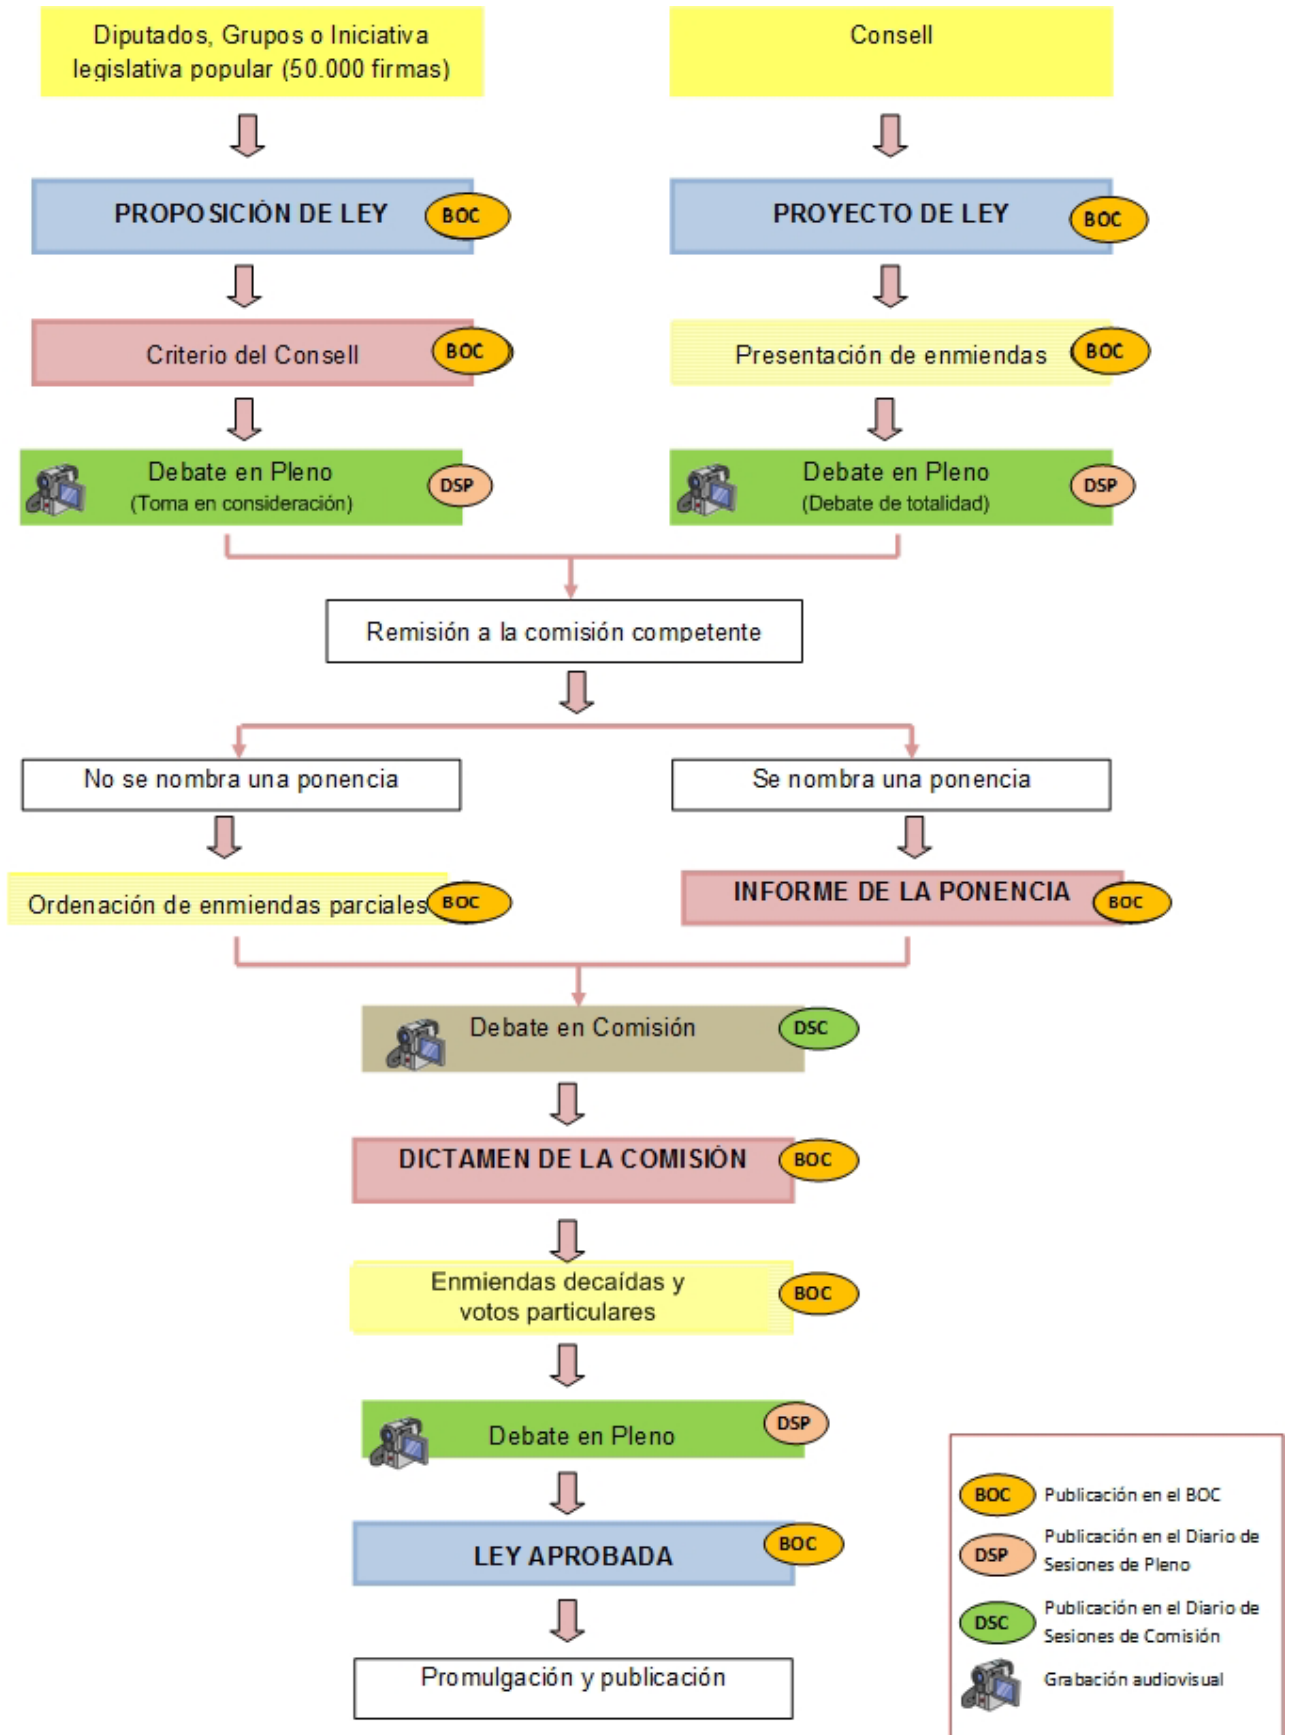 Diputados, Grupos o Iniciativa
legislativa popular (50.000 firmas)
Consell
PROPOSICIÓN DE LEY
BOC
PROYECTO DE LEY
BOC
Criterio del Consell
BOC
Presentación de enmiendas
BOC
Debate en Pleno
(Toma en consideración)
DSP
Debate en Pleno
(Debate de totalidad)
DSP
Remisión a la comisión competente
No se nombra una ponencia
Se nombra una ponencia
Ordenación de enmiendas parciales
BOC
INFORME DE LA PONENCIA
BOC
Debate en Comisión
DSC
DICTAMEN DE LA COMISIÓN
BOC
Enmiendas decaídas y
votos particulares
BOC
Debate en Pleno
DSP
LEY APROBADA
BOC
Promulgación y publicación
BOC
Publicación en el BOC
DSP
Publicación en el Diario de
Sesiones de Pleno
DSC
Publicación en el Diario de
Sesiones de Comisión
Grabación audiovisual